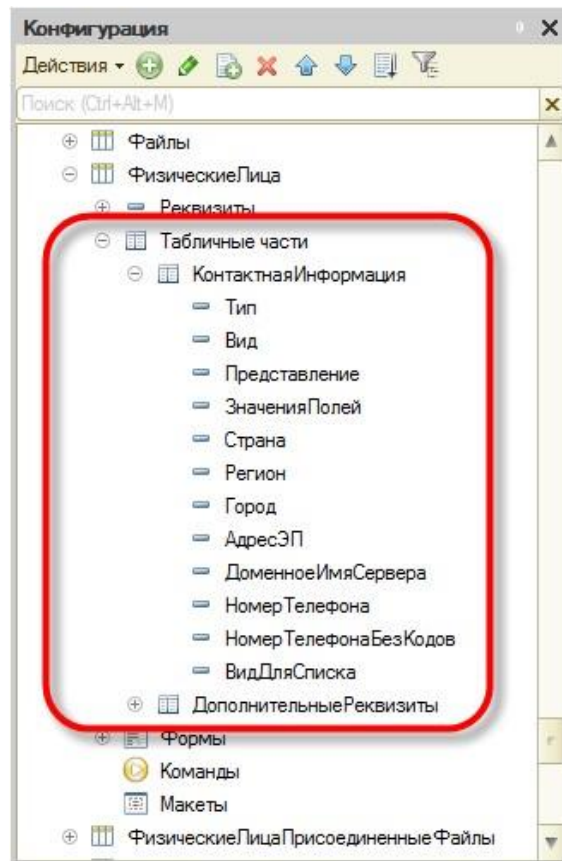 Конфигурация
Действия
Поиск (Ctrl+Alt+M)
Файлы
ФизическиеЛица
Реквизиты
Табличные части
КонтактнаяИнформация
Тип
Вид
Представление
ЗначенияПолей
Страна
Регион
Город
АдресЭП
ДоменноеИмяСервера
НомерТелефона
НомерТелефонаБезКодов
ВидДляСписка
ДополнительныеРеквизиты
Формы
Команды
Макеты
ФизическиеЛицаПрисоединенныеФайлы